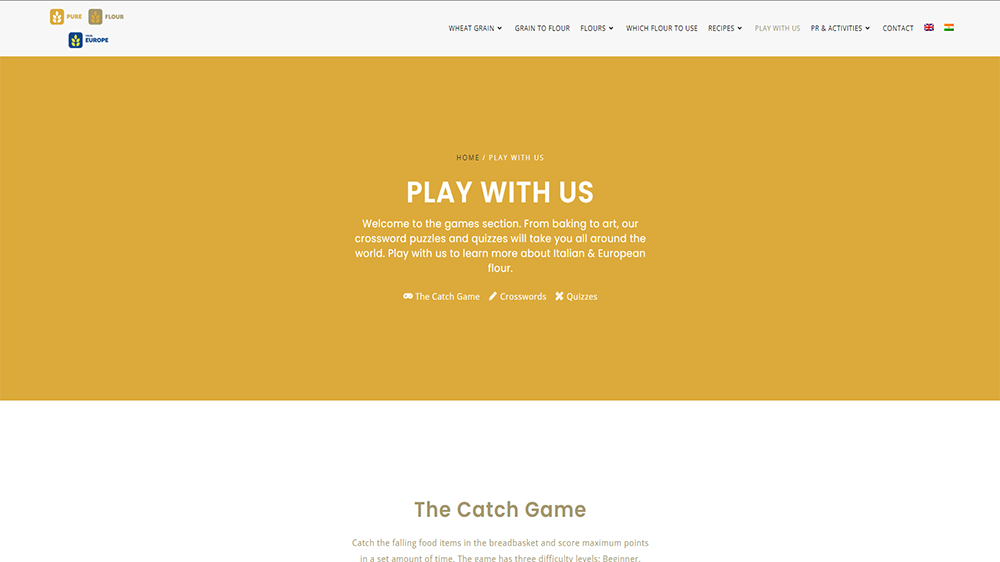 PURE FLOUR
FROM EUROPE
WHEAT GRAIN GRAIN TO FLOUR FLOURS WHICH FLOUR TO USE RECIPES PLAY WITH US PR & ACTIVITIES CONTACT
HOME / PLAY WITH US
PLAY WITH US
Welcome to the games section. From baking to art, our
crossword puzzles and quizzes will take you all around the
world. Play with us to learn more about Italian & European
flour.
The Catch Game Crosswords Quizzes
The Catch Game
Catch the falling food items in the breadbasket and score maximum points
in a set amount of time. The game has three difficulty levels: Beginner,